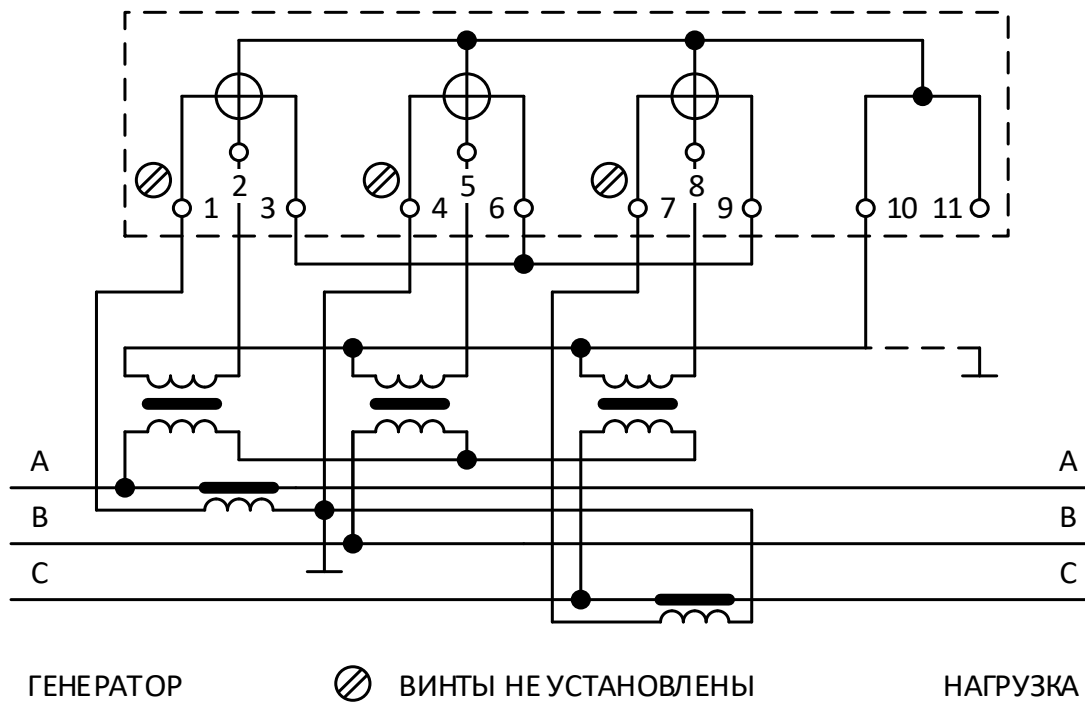 2 5 8
1 3 4 6 7 9 10 11
A A
B B
C C
ГЕНЕРАТОР ВИНТЫ НЕ УСТАНОВЛЕНЫ НАГРУЗКА